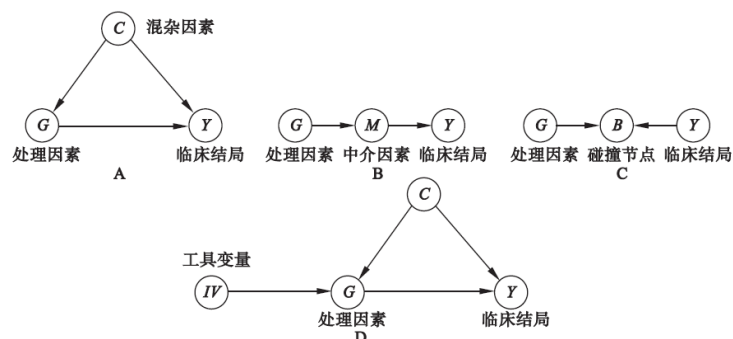 C 混杂因素
G Y
处理因素 临床结局
A
G M Y
处理因素 中介因素 临床结局
B
G B Y
处理因素 碰撞节点 临床结局
C
C
工具变量
IV G Y
处理因素 临床结局
D